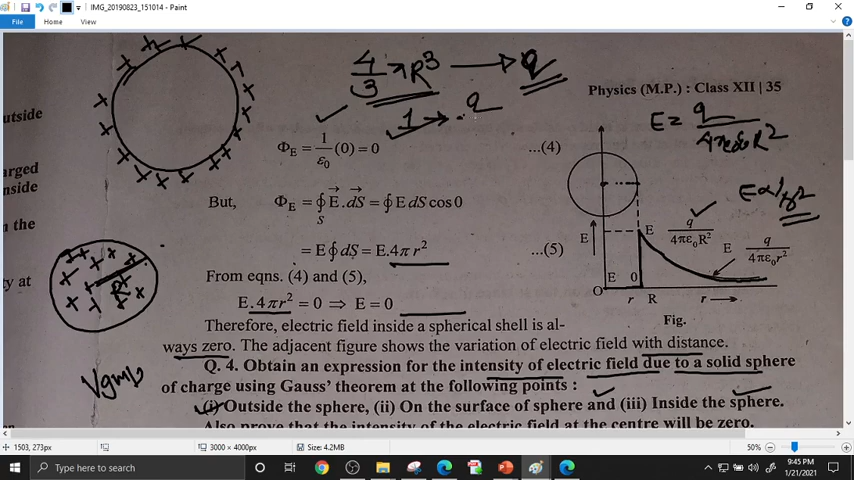 IMG_20190823_151014 - Paint
File Home View
4/3 πR³ → q
1 → q
Physics (M.P.) : Class XII | 35
E = q/4πε₀R²
utside
Φ_E = 1/ε₀ (0) = 0 ...(4)
arged
nside
E ∝ 1/r²
But, Φ_E = ∮_S E⃗.dS⃗ = ∮ E dS cos0
n the
E E q/4πε₀R²
= E∮dS = E.4πr² ...(5)
E q/4πε₀r²
ty at
R
From eqns. (4) and (5),
E 0
E.4πr² = 0 ⇒ E = 0
O r R r →
Fig.
Therefore, electric field inside a spherical shell is al-
ways zero. The adjacent figure shows the variation of electric field with distance.
Q. 4. Obtain an expression for the intensity of electric field due to a solid sphere
of charge using Gauss' theorem at the following points :
(i) Outside the sphere, (ii) On the surface of sphere and (iii) Inside the sphere.
Also prove that the intensity of the electric field at the centre will be zero.
1503, 273px 3000 × 4000px Size: 4.2MB 50%
Type here to search
9:45 PM
1/21/2021